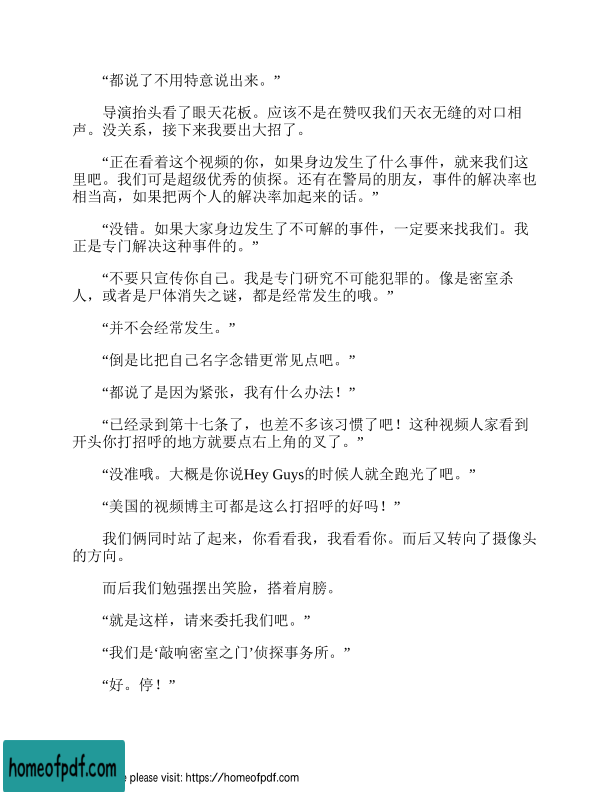 “都说了不用特意说出来。”
导演抬头看了眼天花板。应该不是在赞叹我们天衣无缝的对口相
声。没关系，接下来我要出大招了。
“正在看着这个视频的你，如果身边发生了什么事件，就来我们这
里吧。我们可是超级优秀的侦探。还有在警局的朋友，事件的解决率也
相当高，如果把两个人的解决率加起来的话。”
“没错。如果大家身边发生了不可解的事件，一定要来找我们。我
正是专门解决这种事件的。”
“不要只宣传你自己。我是专门研究不可能犯罪的。像是密室杀
人，或者是尸体消失之谜，都是经常发生的哦。”
“并不会经常发生。”
“倒是比把自己名字念错更常见点吧。”
“都说了是因为紧张，我有什么办法！”
“已经录到第十七条了，也差不多该习惯了吧！这种视频人家看到
开头你打招呼的地方就要点右上角的叉了。”
“没准哦。大概是你说Hey Guys的时候人就全跑光了吧。”
“美国的视频博主可都是这么打招呼的好吗！”
我们俩同时站了起来，你看看我，我看看你。而后又转向了摄像头
的方向。
而后我们勉强摆出笑脸，搭着肩膀。
“就是这样，请来委托我们吧。”
“我们是‘敲响密室之门’侦探事务所。”
“好。停！”
homeofpdf.com
e please visit: https://homeofpdf.com